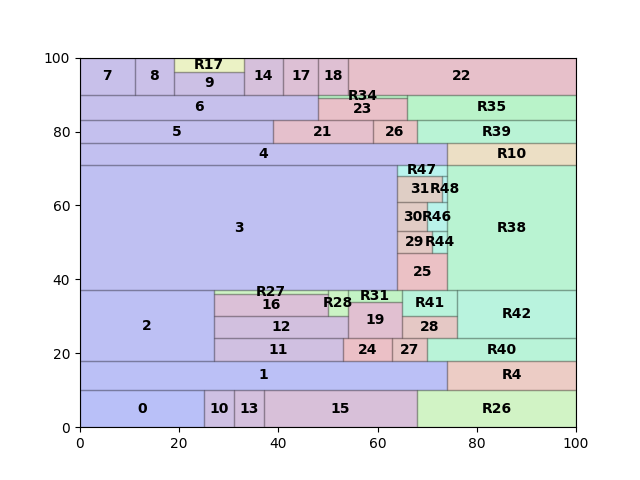 100
R17
7 8 9 14 17 18 22
R34
6 23 R35
80
5 21 26 R39
4 R10
R47
31 R48
60
30 R46
3 R38
29 R44
25
40
R27 R31
16 R28 R41
R42
2 12 19 28
20
11 24 27 R40
1 R4
0 10 13 15 R26
0
0 20 40 60 80 100